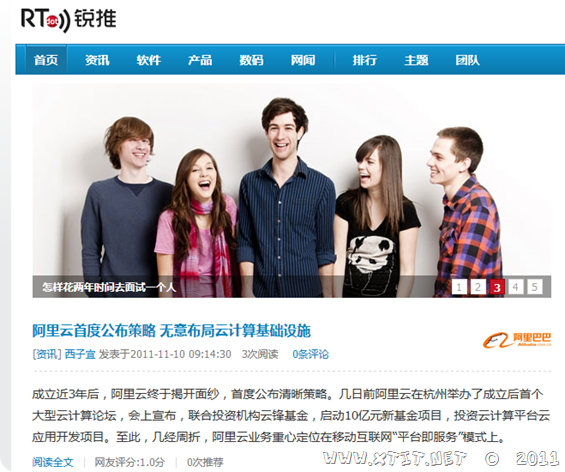 RTdot 锐推
首页 资讯 软件 产品 数码 网闻 排行 主题 团队
怎样花两年时间去面试一个人 1 2 3 4 5
阿里云首度公布策略 无意布局云计算基础设施
[资讯] 西子宜 发表于2011-11-10 09:14:30 3次阅读 0条评论
阿里巴巴
Alibaba.com.cn
成立近3年后，阿里云终于揭开面纱，首度公布清晰策略。几日前阿里云在杭州举办了成立后首个
大型云计算论坛，会上宣布，联合投资机构云锋基金，启动10亿元新基金项目，投资云计算平台云
应用开发项目。至此，几经周折，阿里云业务重心定位在移动互联网“平台即服务”模式上。
阅读全文 | 网友评分:1.0分 | 0次推荐
WWW.XTIT.NET © 2011